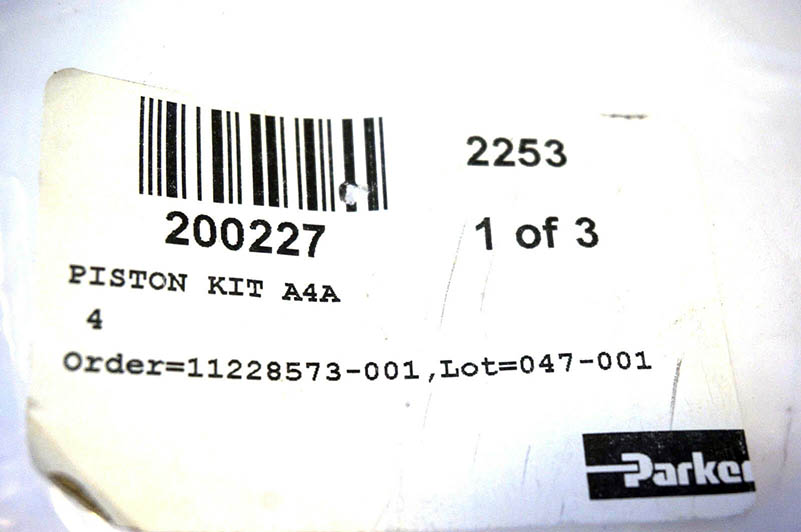 2253
200227
1 of 3
PISTON KIT A4A
4
Order=11228573-001,Lot=047-001
Parker